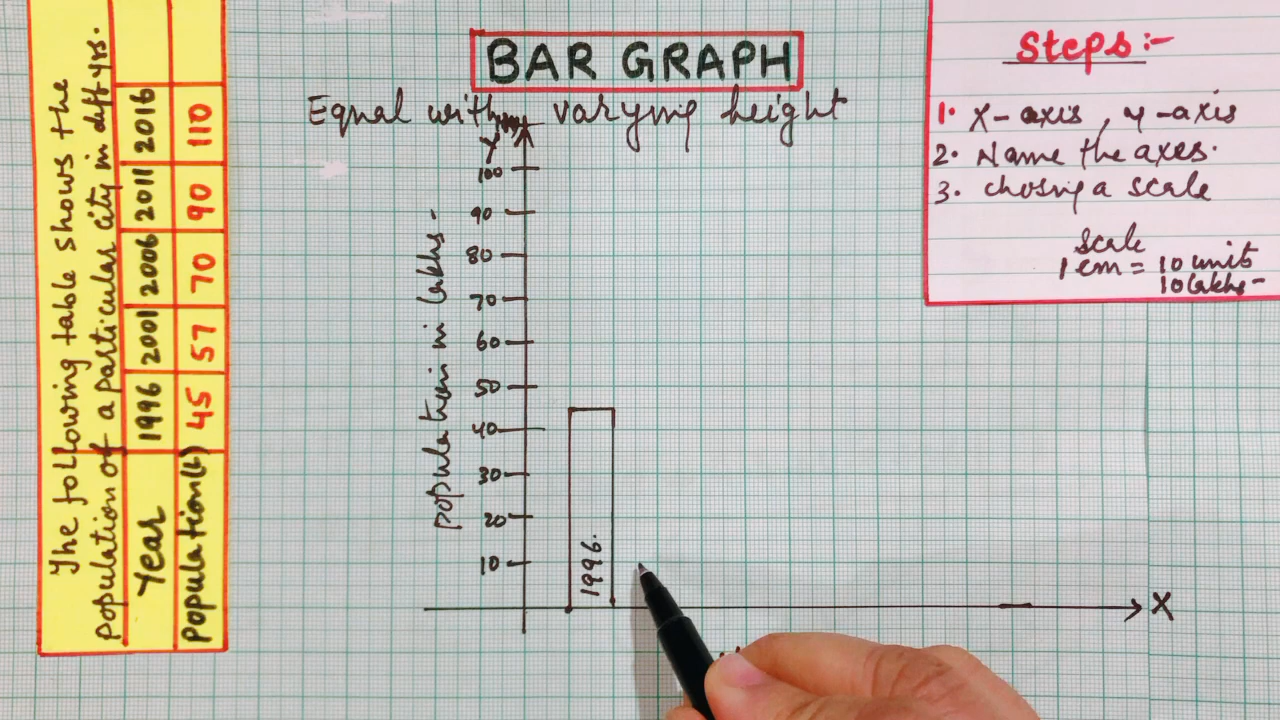 BAR GRAPH
Equal with varying height
The following table shows the
population of a particular city in diff yrs.
Year 1996 2001 2006 2011 2016
Population(L) 45 57 70 90 110
Steps:-
1. X-axis, y-axis
2. Name the axes.
3. chosing a scale
scale
1 cm = 10 unit
10 lakhs-
population in lakhs-
Y
100
90
80
70
60
50
40
30
20
10
1996.
X